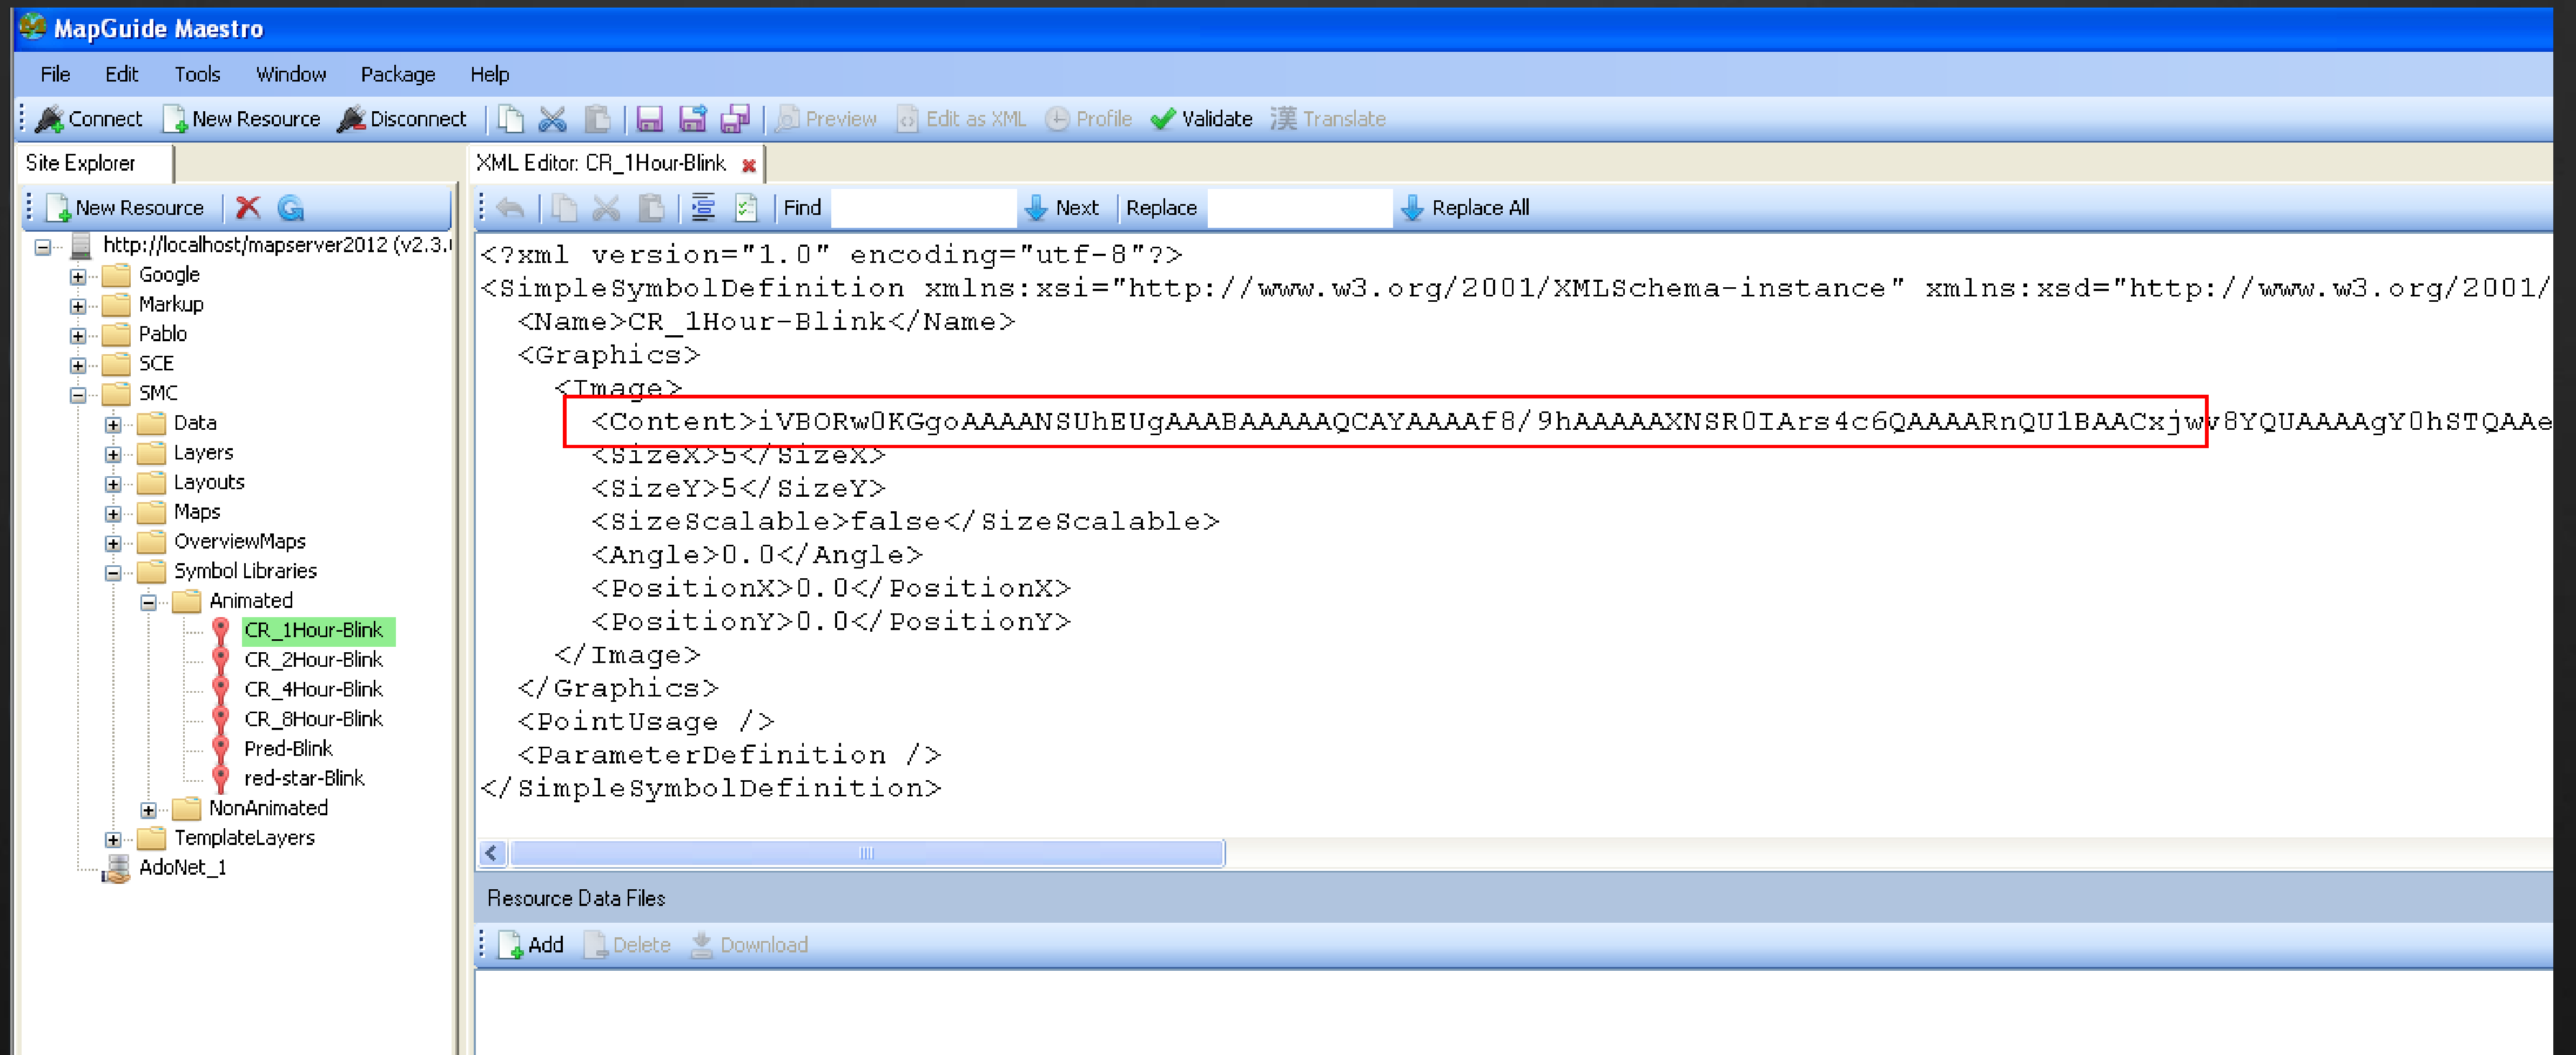 MapGuide Maestro
File Edit Tools Window Package Help
Connect New Resource Disconnect Preview Edit as XML Profile Validate 漢 Translate
Site Explorer
XML Editor: CR_1Hour-Blink
New Resource
Find Next Replace Replace All
http://localhost/mapserver2012 (v2.3.
Google
Markup
Pablo
SCE
SMC
Data
Layers
Layouts
Maps
OverviewMaps
Symbol Libraries
Animated
CR_1Hour-Blink
CR_2Hour-Blink
CR_4Hour-Blink
CR_8Hour-Blink
Pred-Blink
red-star-Blink
NonAnimated
TemplateLayers
AdoNet_1
<?xml version="1.0" encoding="utf-8"?>
<SimpleSymbolDefinition xmlns:xsi="http://www.w3.org/2001/XMLSchema-instance" xmlns:xsd="http://www.w3.org/2001/
<Name>CR_1Hour-Blink</Name>
<Graphics>
<Image>
<Content>iVBORw0KGgoAAAANSUhEUgAAABAAAAAQCAYAAAAf8/9hAAAAAXNSR0IArs4c6QAAAARnQU1BAACxjwv8YQUAAAAgY0hSTQAAe
<SizeX>5</SizeX>
<SizeY>5</SizeY>
<SizeScalable>false</SizeScalable>
<Angle>0.0</Angle>
<PositionX>0.0</PositionX>
<PositionY>0.0</PositionY>
</Image>
</Graphics>
<PointUsage />
<ParameterDefinition />
</SimpleSymbolDefinition>
Resource Data Files
Add Delete Download